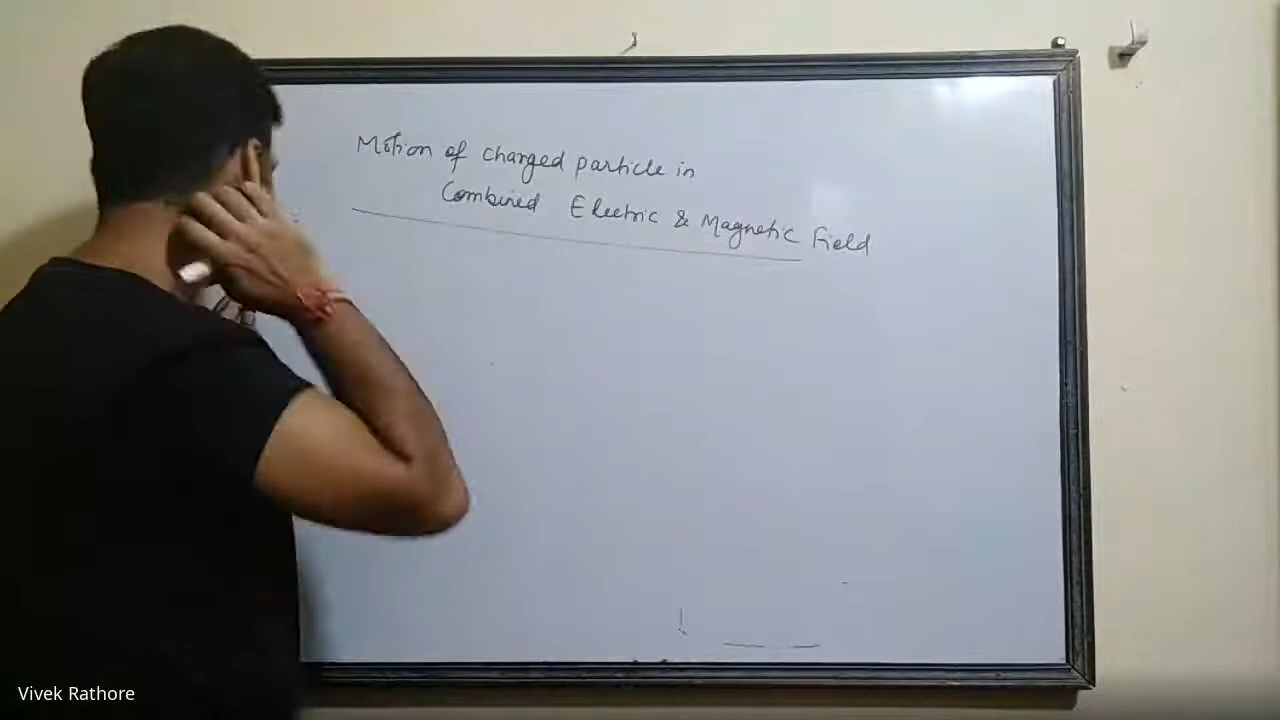 Motion of charged particle in
Combined Electric & Magnetic Field
Vivek Rathore